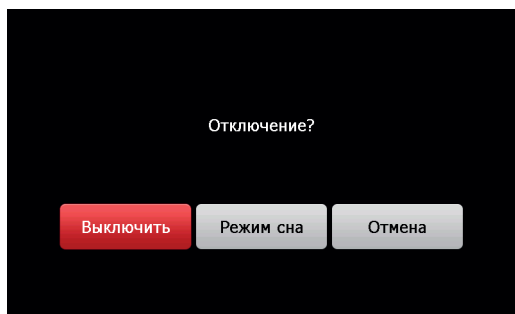 Отключение?
Выключить
Режим сна
Отмена